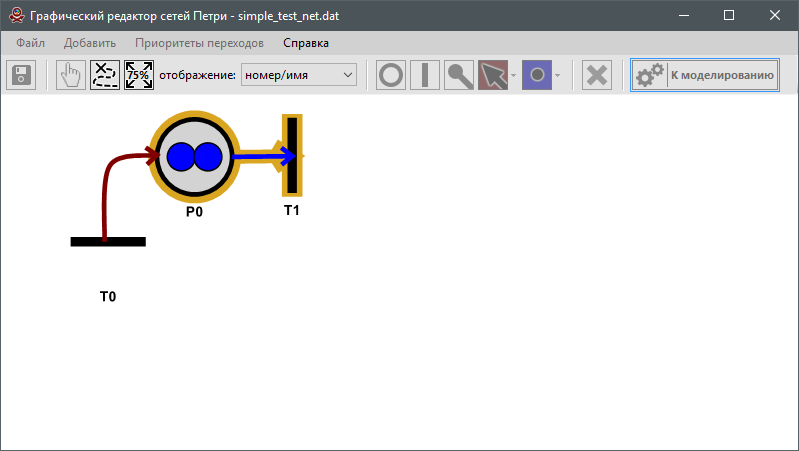 Графический редактор сетей Петри - simple_test_net.dat
Файл Добавить Приоритеты переходов Справка
75% отображение: номер/имя К моделированию
P0
T1
T0